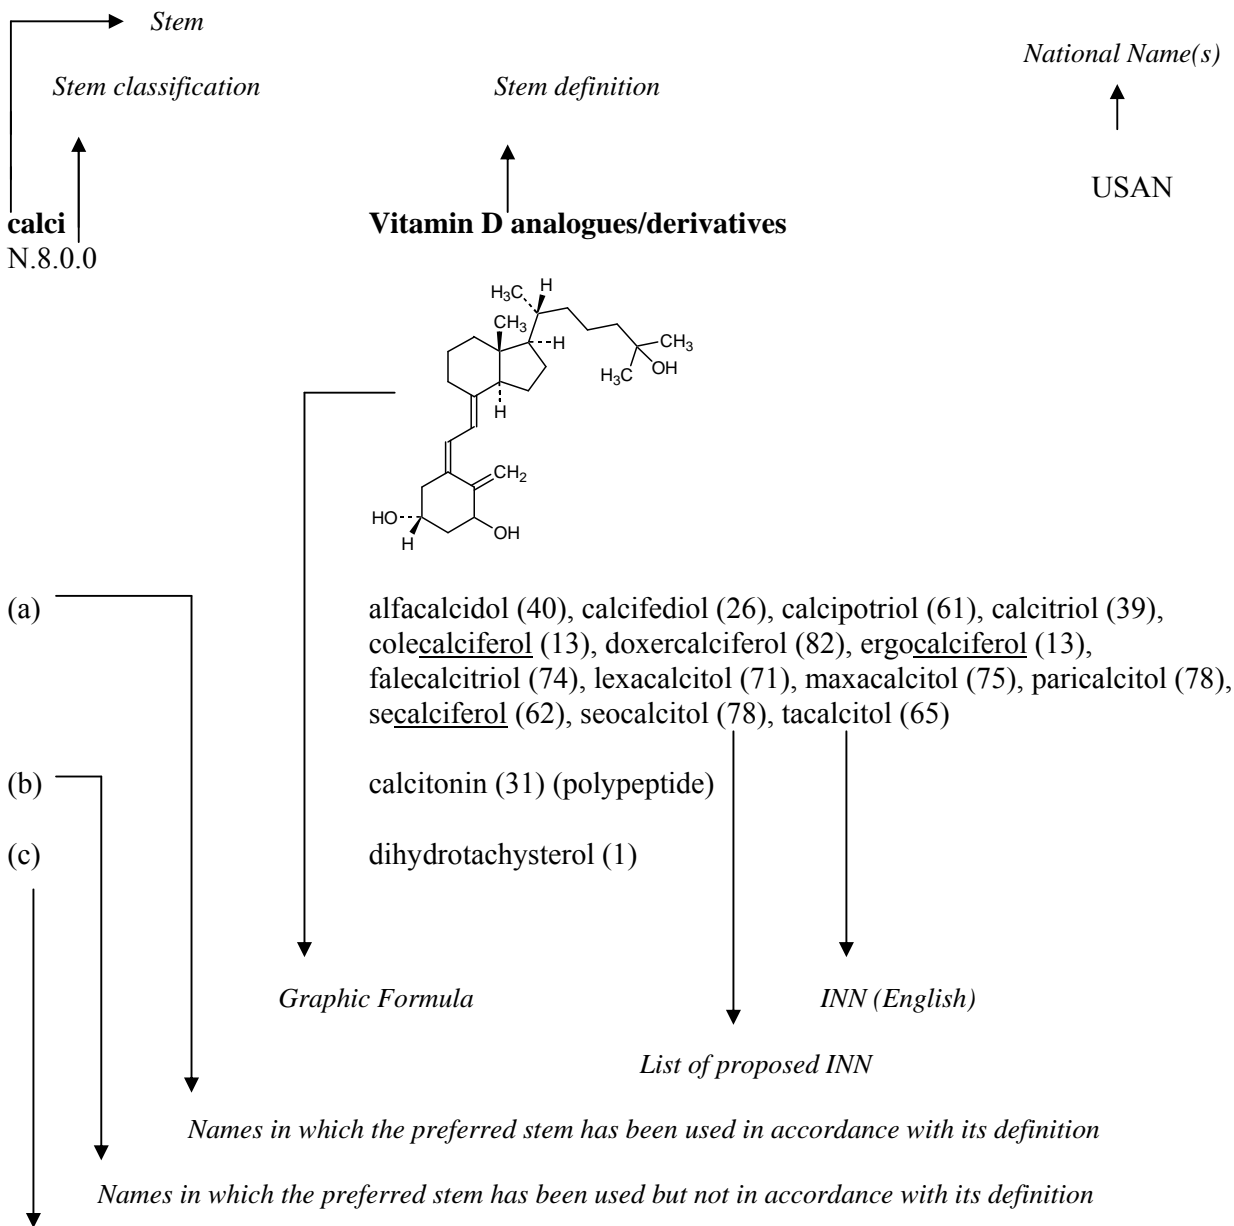 Stem
National Name(s)
Stem classification
Stem definition
USAN
calci
Vitamin D analogues/derivatives
N.8.0.0
H
H₃C
CH₃
H
CH₃
OH
H₃C
H
CH₂
HO
OH
H
(a)
alfacalcidol (40), calcifediol (26), calcipotriol (61), calcitriol (39),
colecalciferol (13), doxercalciferol (82), ergocalciferol (13),
falecalcitriol (74), lexacalcitol (71), maxacalcitol (75), paricalcitol (78),
secalciferol (62), seocalcitol (78), tacalcitol (65)
(b)
calcitonin (31) (polypeptide)
(c)
dihydrotachysterol (1)
Graphic Formula
INN (English)
List of proposed INN
Names in which the preferred stem has been used in accordance with its definition
Names in which the preferred stem has been used but not in accordance with its definition